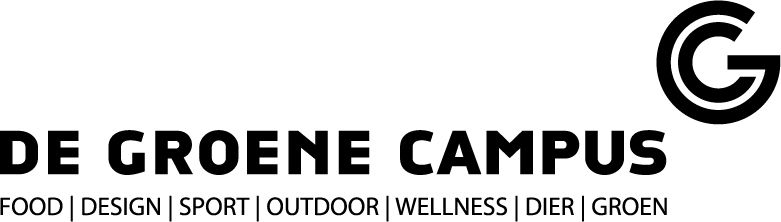 DE GROENE CAMPUS
FOOD | DESIGN | SPORT | OUTDOOR | WELLNESS | DIER | GROEN